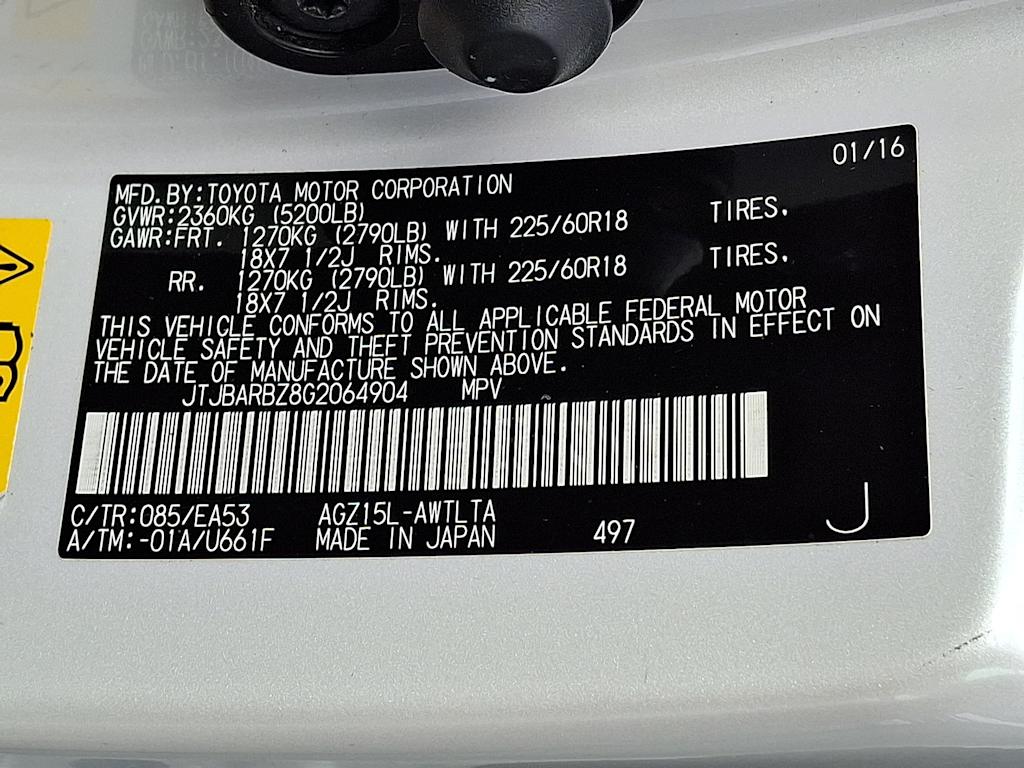 01/16
MFD.BY:TOYOTA MOTOR CORPORATION
GVWR:2360KG (5200LB)
GAWR:FRT. 1270KG (2790LB) WITH 225/60R18 TIRES.
18X7 1/2J RIMS.
RR. 1270KG (2790LB) WITH 225/60R18 TIRES.
18X7 1/2J RIMS.
THIS VEHICLE CONFORMS TO ALL APPLICABLE FEDERAL MOTOR
VEHICLE SAFETY AND THEFT PREVENTION STANDARDS IN EFFECT ON
THE DATE OF MANUFACTURE SHOWN ABOVE.
JTJBARBZ8G2064904 MPV
C/TR:085/EA53 AGZ15L-AWTLTA
A/TM:-01A/U661F MADE IN JAPAN 497 J